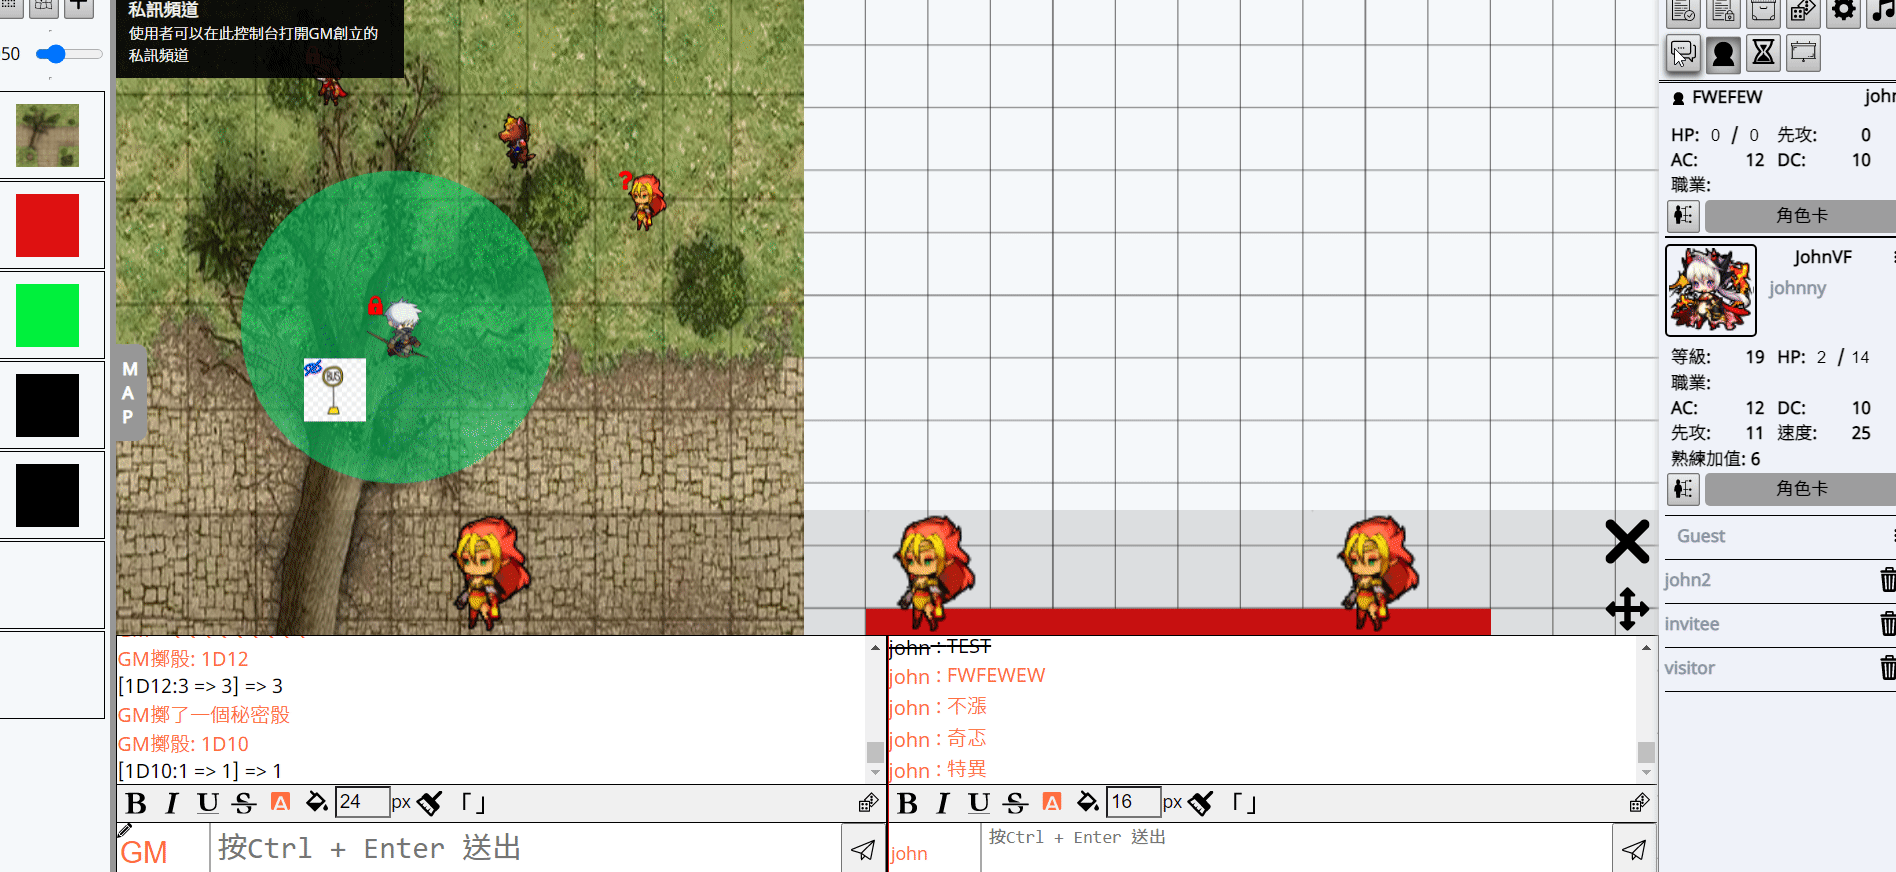 私訊頻道
使用者可以在此控制台打開GM創立的
私訊頻道
50
MAP
?
BUS
GM擲骰: 1D12
[1D12:3 => 3] => 3
GM擲了一個秘密骰
GM擲骰: 1D10
[1D10:1 => 1] => 1
B I U S A 24 px 「」
GM
按Ctrl + Enter 送出
john : TEST
john : FWFEWEW
john : 不漲
john : 奇忑
john : 特異
B I U S A 16 px 「」
john
按Ctrl + Enter 送出
FWEFEW john
HP: 0 / 0 先攻: 0
AC: 12 DC: 10
職業:
角色卡
JohnVF
johnny
等級: 19 HP: 2 / 14
職業:
AC: 12 DC: 10
先攻: 11 速度: 25
熟練加值: 6
角色卡
Guest
john2
invitee
visitor